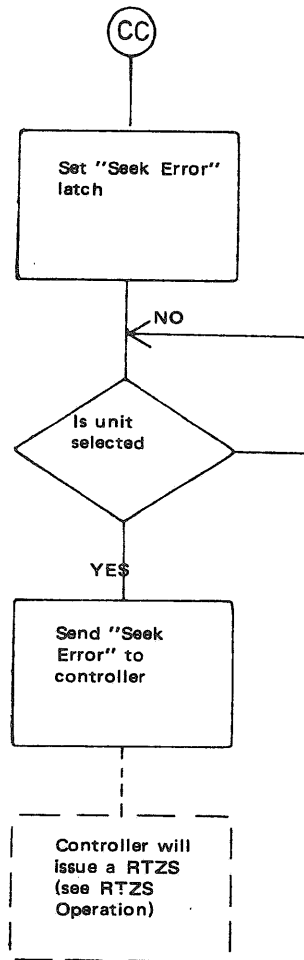 CC
Set "Seek Error"
latch
NO
Is unit
selected
YES
Send "Seek
Error" to
controller
Controller will
issue a RTZS
(see RTZS
Operation)